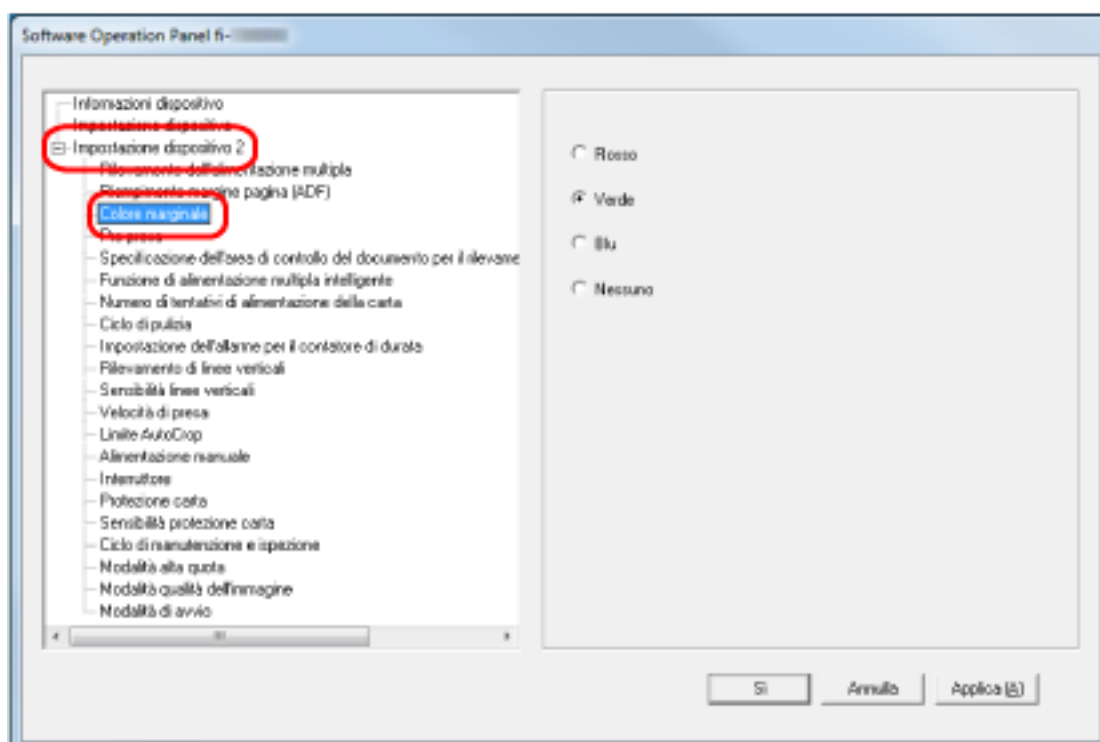 Software Operation Panel fi-
Informazioni dispositivo
Impostazione dispositivo
Impostazione dispositivo 2
Rilevamento dell'alimentazione multipla
Riempimento margine pagina (ADF)
Colore marginale
Pre-presa
Specificazione dell'area di controllo del documento per il rilevame
Funzione di alimentazione multipla intelligente
Numero di tentativi di alimentazione della carta
Ciclo di pulizia
Impostazione dell'allarme per il contatore di durata
Rilevamento di linee verticali
Sensibilità linee verticali
Velocità di presa
Limite AutoCrop
Alimentazione manuale
Interruttore
Protezione carta
Sensibilità protezione carta
Ciclo di manutenzione e ispezione
Modalità alta quota
Modalità qualità dell'immagine
Modalità di avvio
Rosso
Verde
Blu
Nessuno
Sì
Annulla
Applica (A)